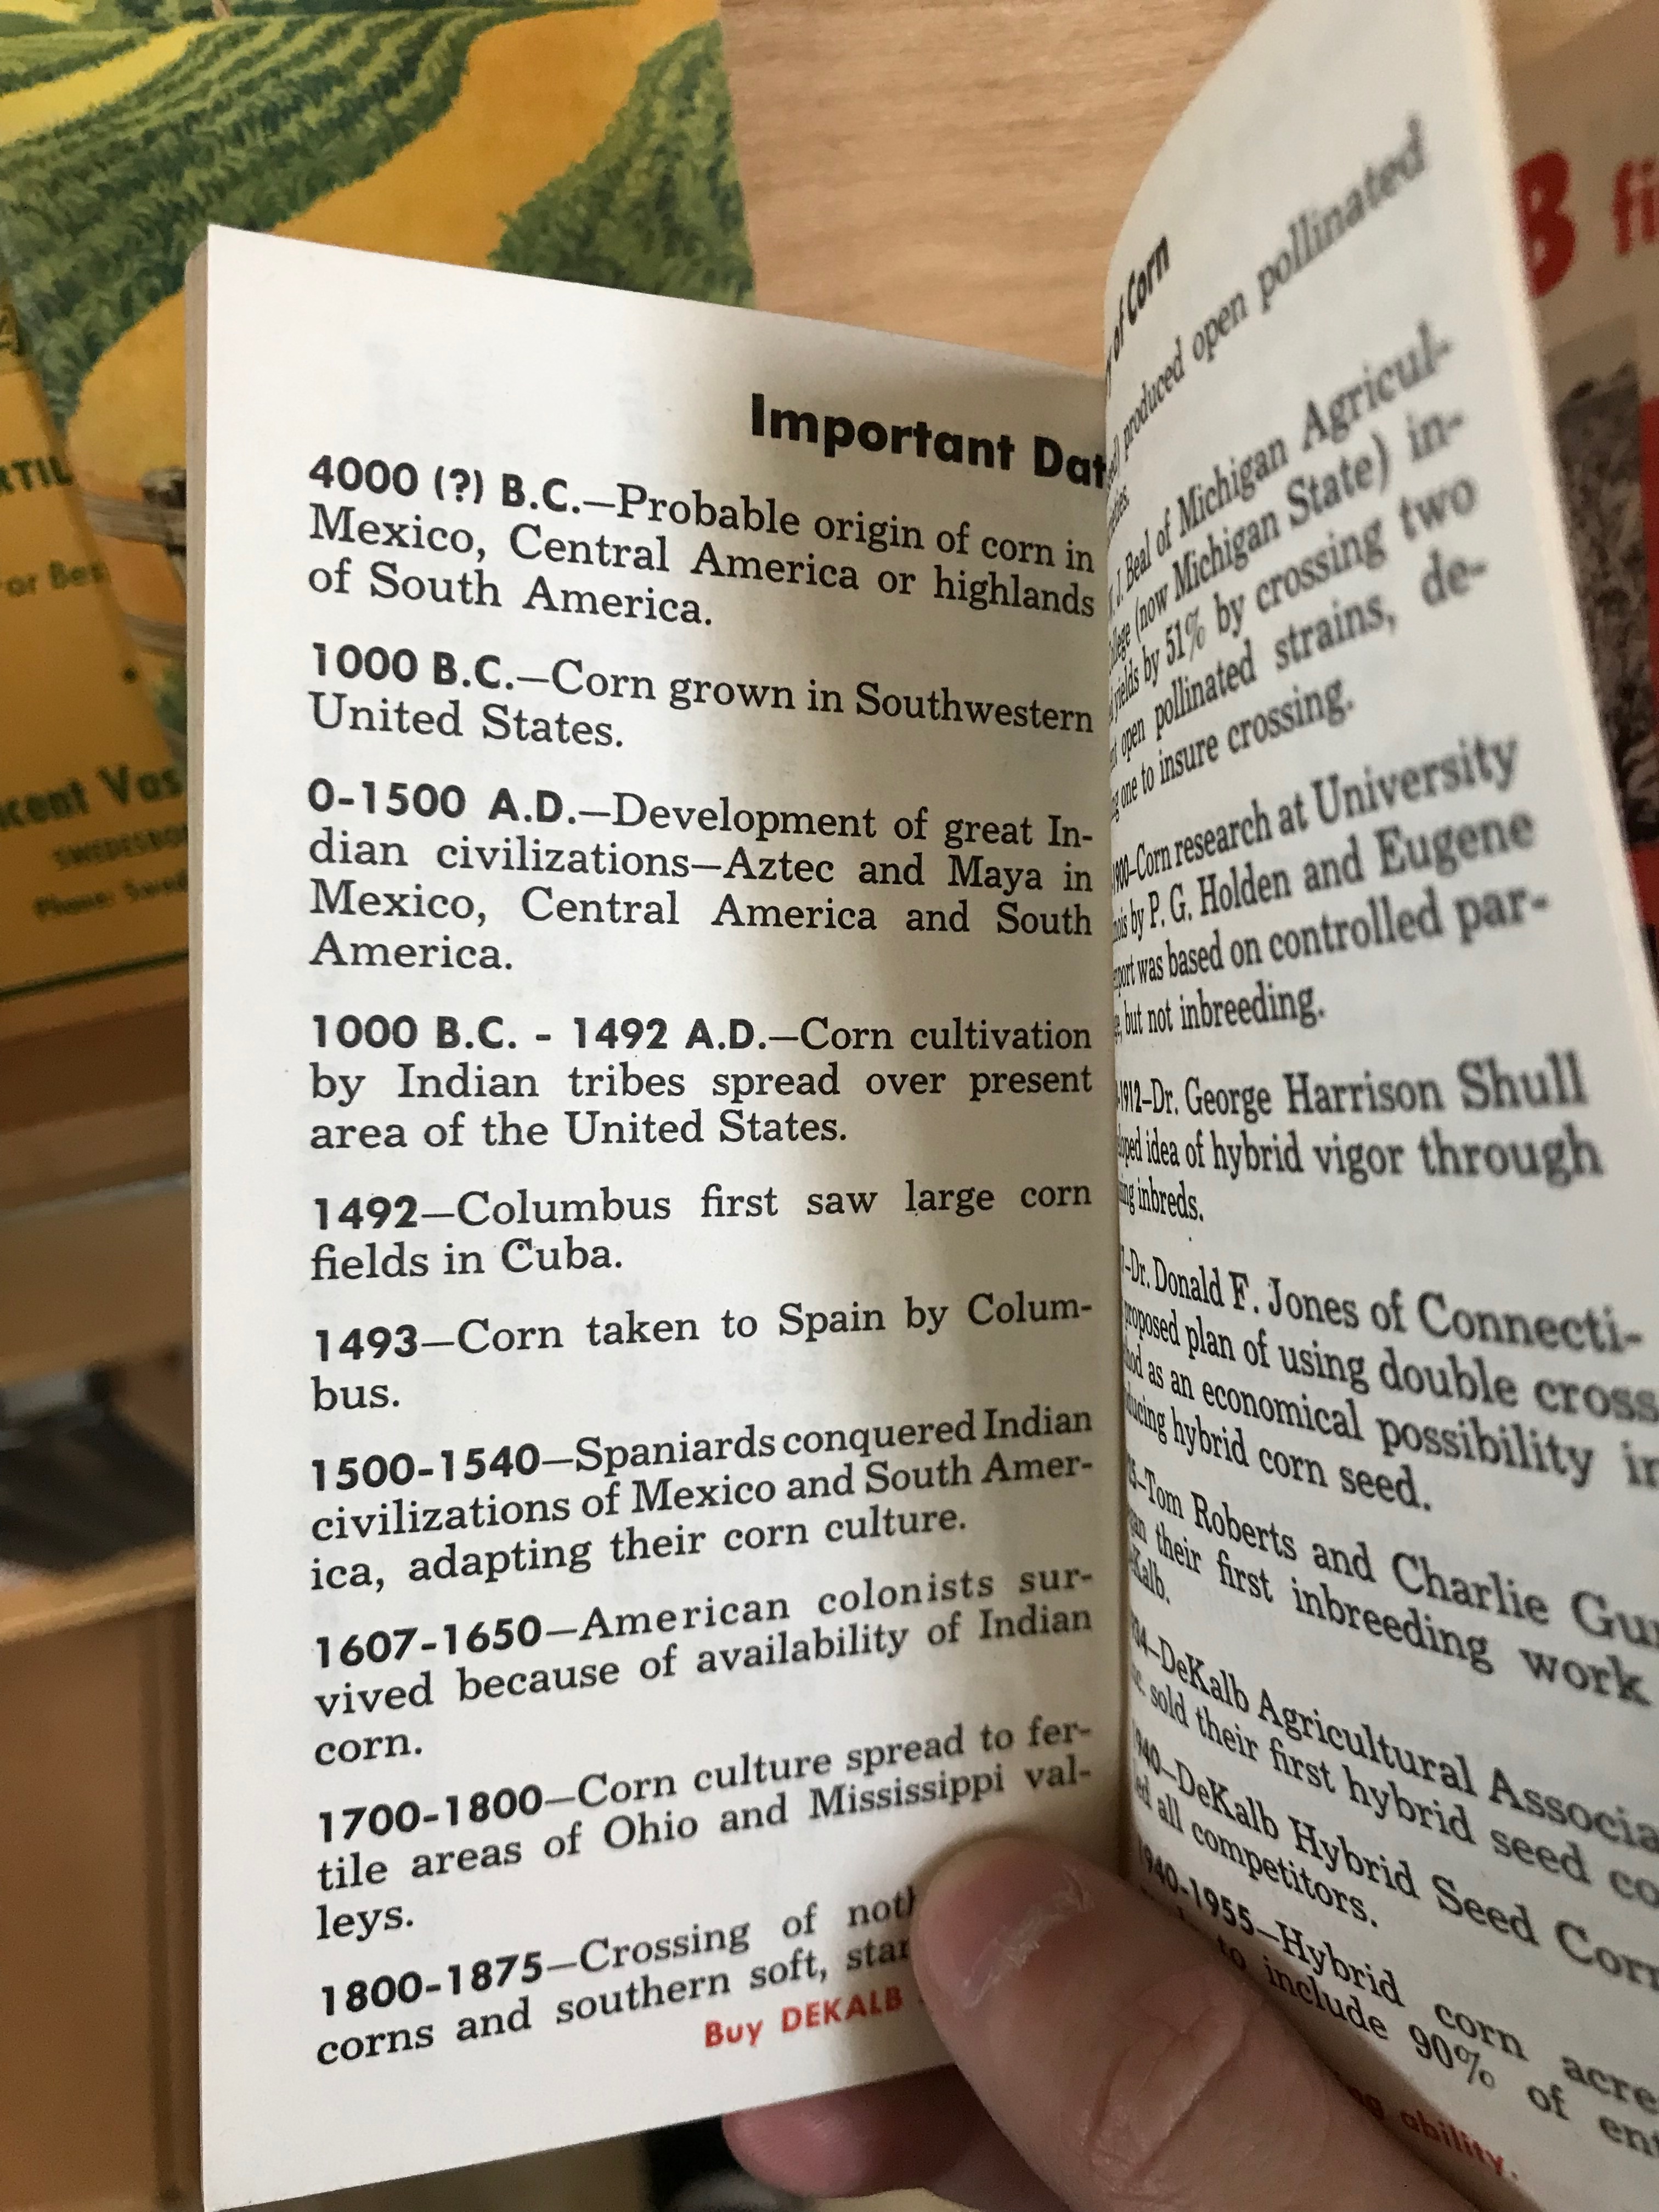 Important
4000 (?) B.C.—Probable origin of corn in
Mexico, Central America or highlands
of South America.
1000 B.C.—Corn grown in Southwestern
United States.
0-1500 A.D.—Development of great In-
dian civilizations—Aztec and Maya in
Mexico, Central America and South
America.
1000 B.C. - 1492 A.D.—Corn cultivation
by Indian tribes spread over present
area of the United States.
1492—Columbus first saw large corn
fields in Cuba.
1493—Corn taken to Spain by Colum-
bus.
1500-1540—Spaniards conquered Indian
civilizations of Mexico and South Amer-
ica, adapting their corn culture.
1607-1650—American colonists sur-
vived because of availability of Indian
corn.
1700-1800—Corn culture spread to fer-
tile areas of Ohio and Mississippi val-
leys.
1800-1875—Crossing of
corns and southern soft,
Buy DEKALB
of Corn
produced open pollinated
J. Beal of Michigan Agricul-
(now Michigan State) in-
yields by 51% by crossing two
open pollinated strains, de-
one to insure crossing.
Corn research at University
by P. G. Holden and Eugene
was based on controlled par-
but not inbreeding.
1912—Dr. George Harrison Shull
idea of hybrid vigor through
inbreds.
Dr. Donald F. Jones of Connecti-
plan of using double cross
as an economical possibility in
hybrid corn seed.
Tom Roberts and Charlie
their first inbreeding work
DeKalb Agricultural
sold their first hybrid seed
DeKalb Hybrid Seed Corn
all competitors.
1940-1955—Hybrid corn
to include 90% of
ability.
or
Vas
Phone:
B